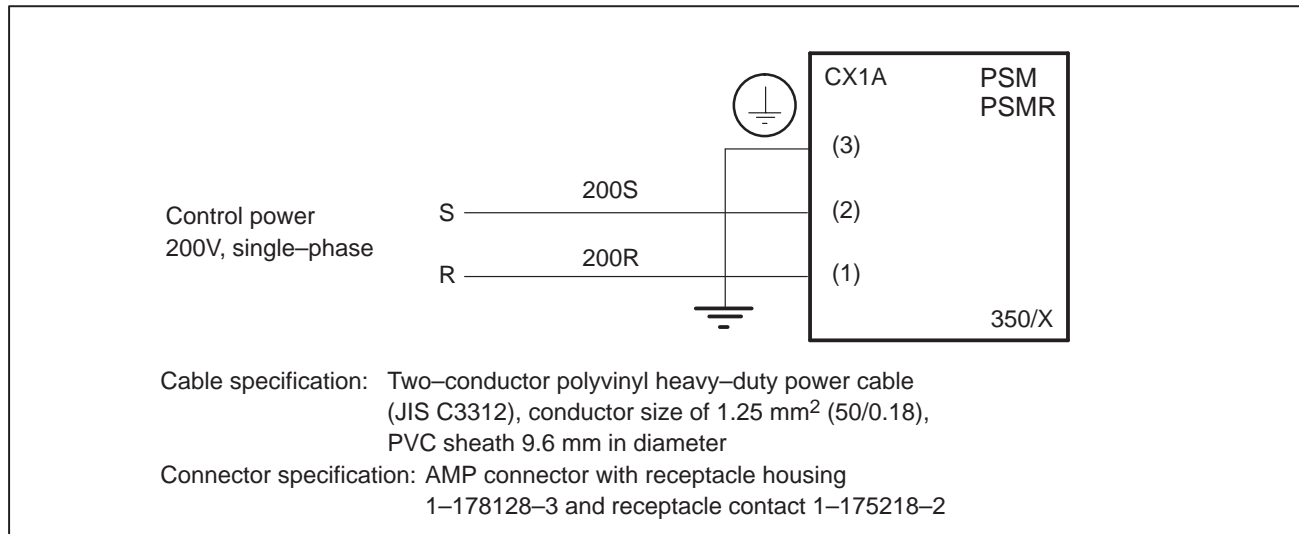 CX1A
PSM
PSMR
(3)
200S
Control power
200V, single–phase
S
(2)
200R
R
(1)
350/X
Cable specification: Two–conductor polyvinyl heavy–duty power cable
(JIS C3312), conductor size of 1.25 mm² (50/0.18),
PVC sheath 9.6 mm in diameter
Connector specification: AMP connector with receptacle housing
1–178128–3 and receptacle contact 1–175218–2